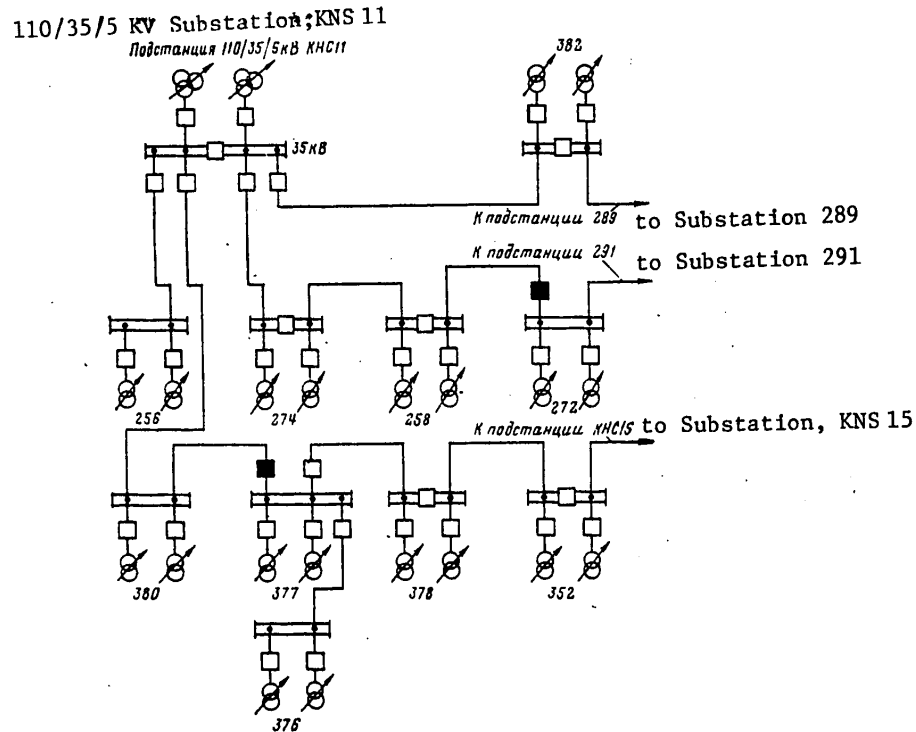 110/35/5 KV Substation; KNS 11
Подстанция 110/35/5кВ КНС11
382
35кВ
К подстанции 289 to Substation 289
К подстанции 291 to Substation 291
256
274
258
272
К подстанции КНС15 to Substation, KNS 15
380
377
378
352
376